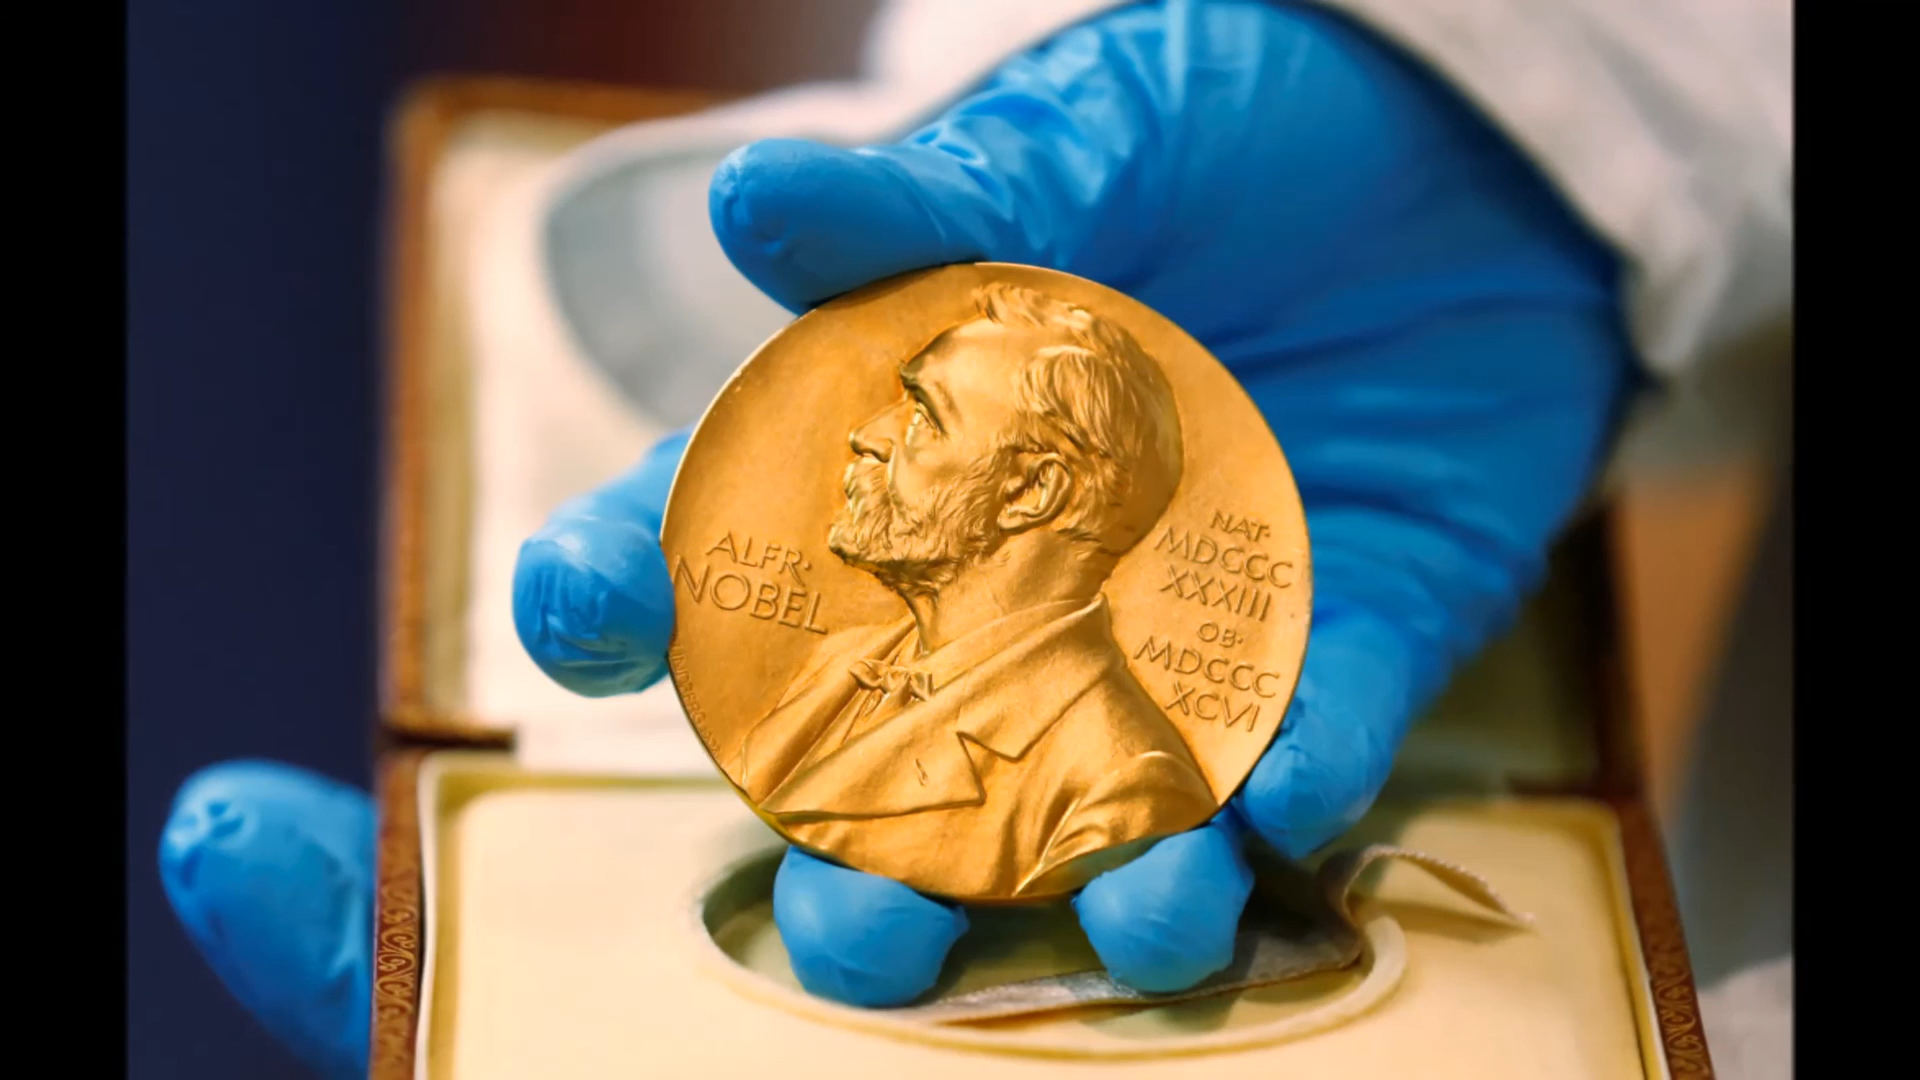 ALFR·
NOBEL
NAT·
MDCCC
XXXIII
OB·
MDCCC
XCVI